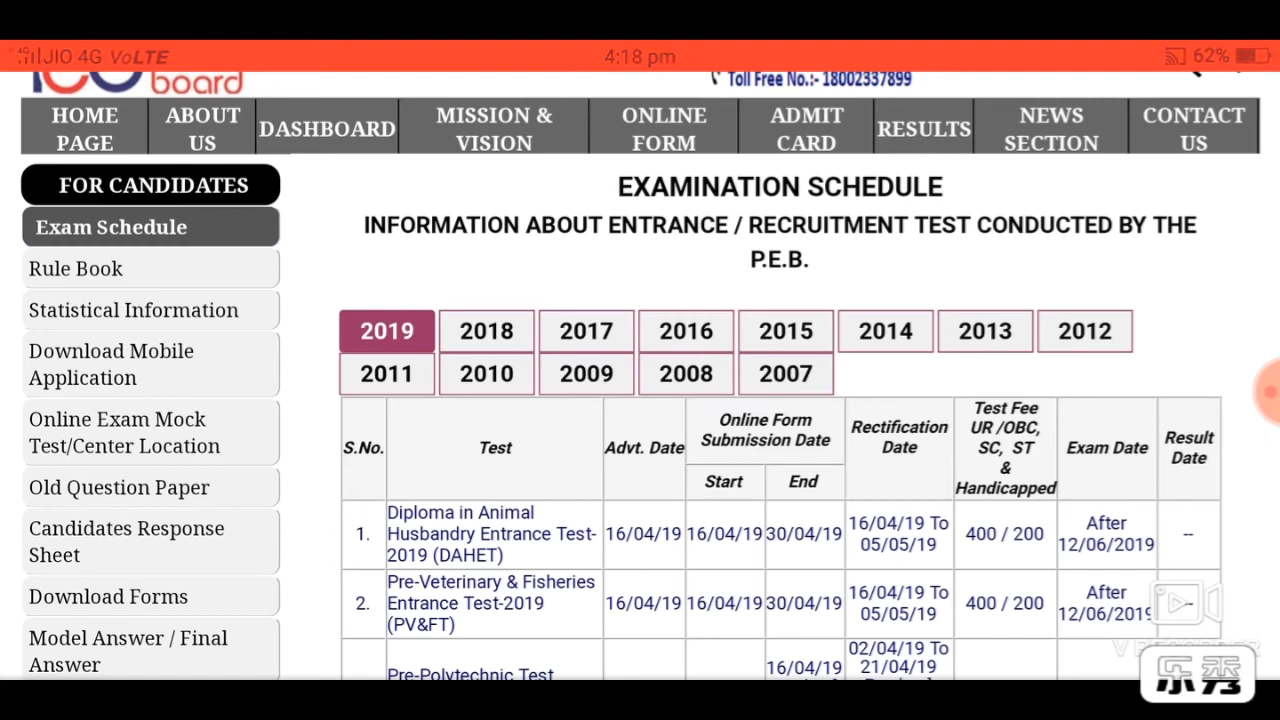 4G JIO 4G VoLTE 4:18 pm 62%
board
Toll Free No.:- 18002337899
HOME PAGE
ABOUT US
DASHBOARD
MISSION & VISION
ONLINE FORM
ADMIT CARD
RESULTS
NEWS SECTION
CONTACT US
FOR CANDIDATES
Exam Schedule
Rule Book
Statistical Information
Download Mobile
Application
Online Exam Mock
Test/Center Location
Old Question Paper
Candidates Response
Sheet
Download Forms
Model Answer / Final
Answer
EXAMINATION SCHEDULE
INFORMATION ABOUT ENTRANCE / RECRUITMENT TEST CONDUCTED BY THE
P.E.B.
2019 2018 2017 2016 2015 2014 2013 2012
2011 2010 2009 2008 2007
S.No.
Test
Advt. Date
Online Form
Submission Date
Start
End
Rectification
Date
Test Fee
UR /OBC,
SC, ST
&
Handicapped
Exam Date
Result
Date
1.
Diploma in Animal
Husbandry Entrance Test-
2019 (DAHET)
16/04/19
16/04/19
30/04/19
16/04/19 To
05/05/19
400 / 200
After
12/06/2019
--
2.
Pre-Veterinary & Fisheries
Entrance Test-2019
(PV&FT)
16/04/19
16/04/19
30/04/19
16/04/19 To
05/05/19
400 / 200
After
12/06/2019
--
Pre-Polytechnic Test
16/04/19
02/04/19 To
21/04/19
乐秀